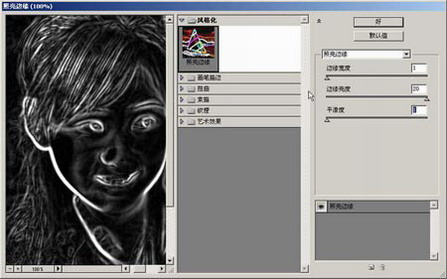 照亮边缘 (100%)
风格化
照亮边缘
画笔描边
扭曲
素描
纹理
艺术效果
好
默认值
照亮边缘
边缘宽度 1
边缘亮度 20
平滑度 1
照亮边缘
100%